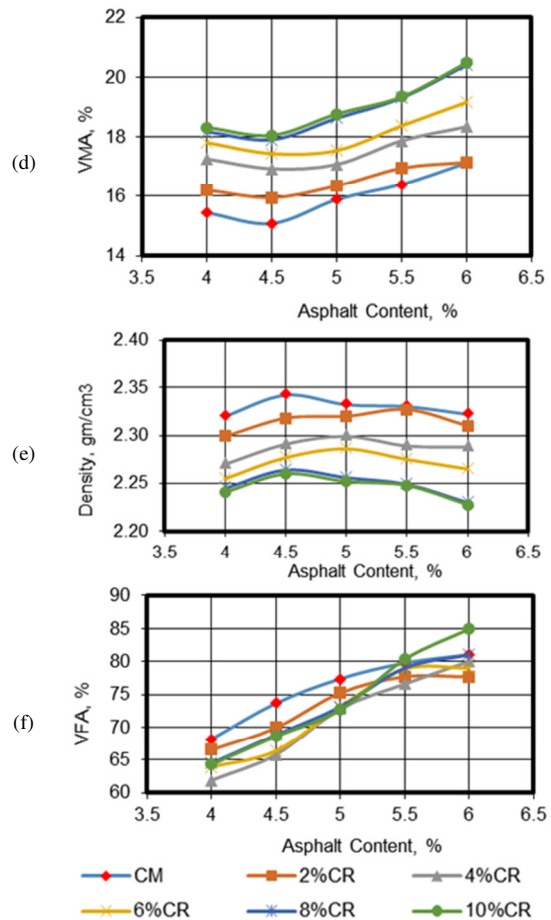 (d)
VMA, %
22
20
18
16
14
3.5 4 4.5 5 5.5 6 6.5
Asphalt Content, %
(e)
Density, gm/cm3
2.40
2.35
2.30
2.25
2.20
3.5 4 4.5 5 5.5 6 6.5
Asphalt Content, %
(f)
VFA, %
90
85
80
75
70
65
60
3.5 4 4.5 5 5.5 6 6.5
Asphalt Content, %
CM 2%CR 4%CR
6%CR 8%CR 10%CR